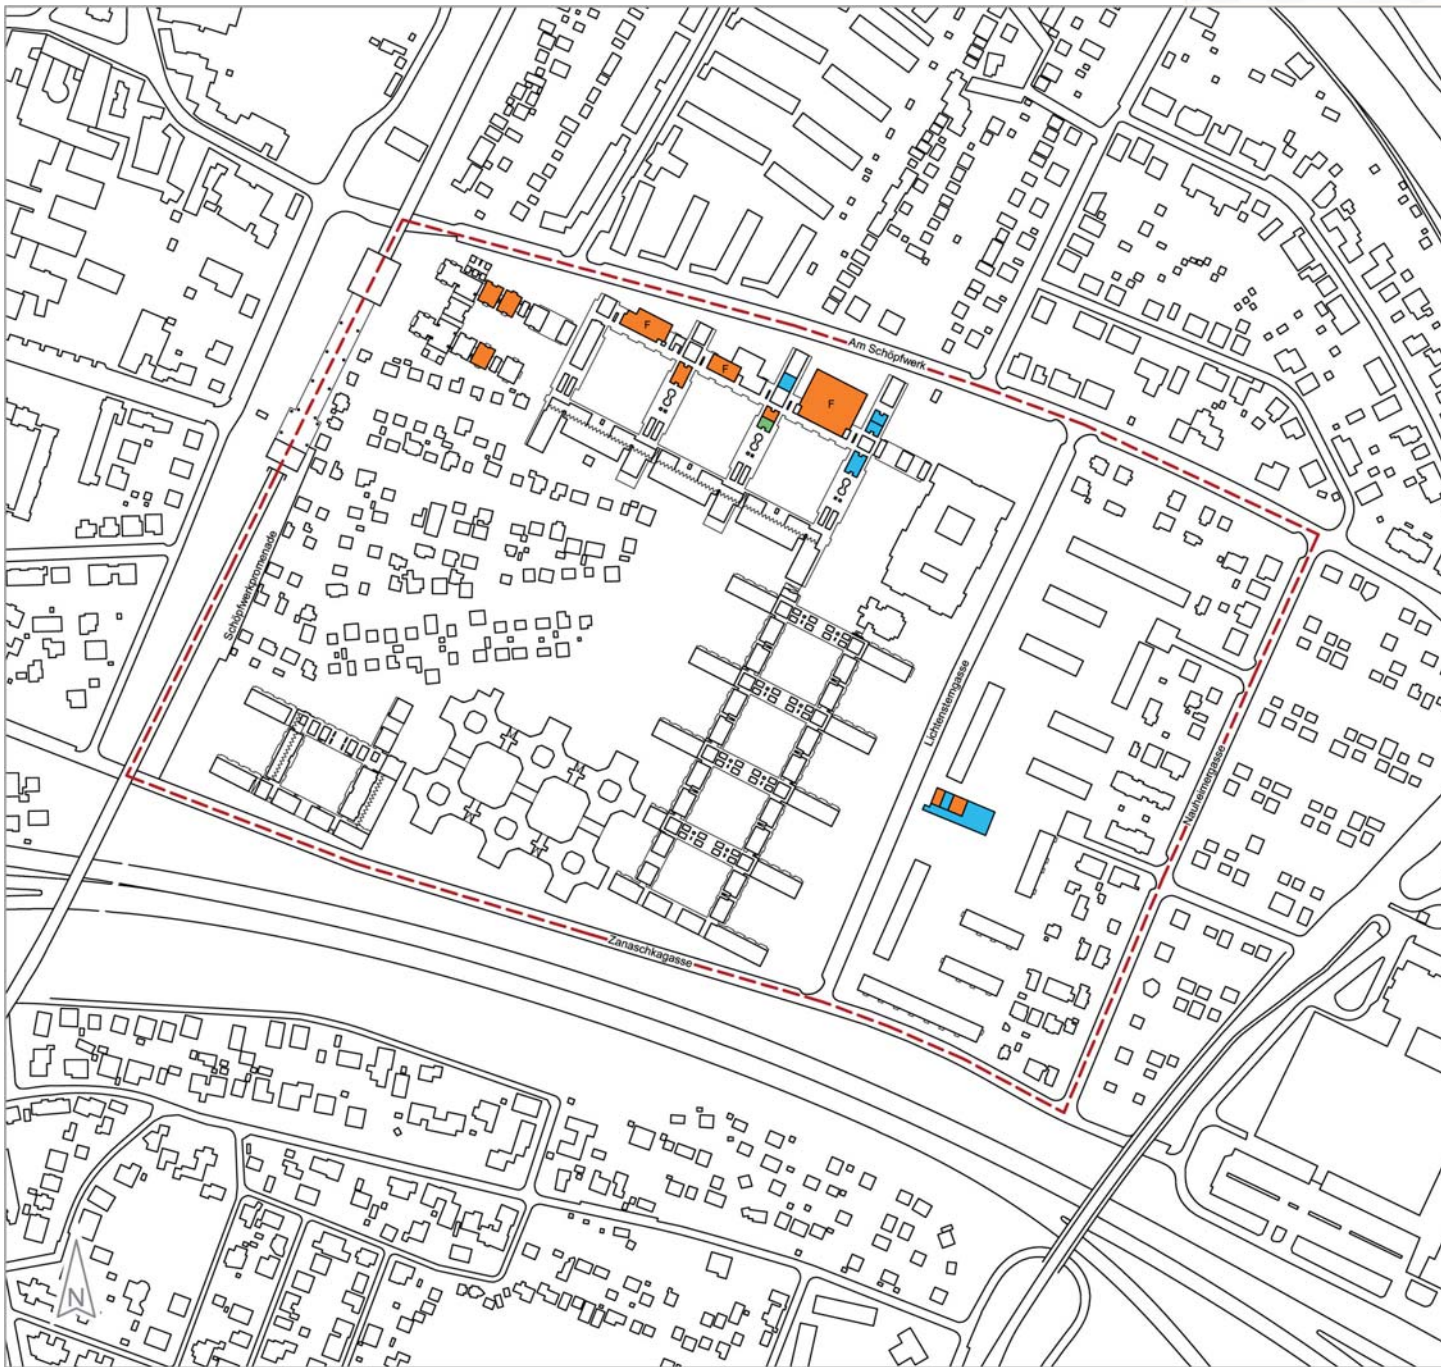 F
F
Am Schöpfwerk
F
Schöpfwerkpromenade
Lichtensterngasse
Nauheimergasse
Zanaschkagasse
N